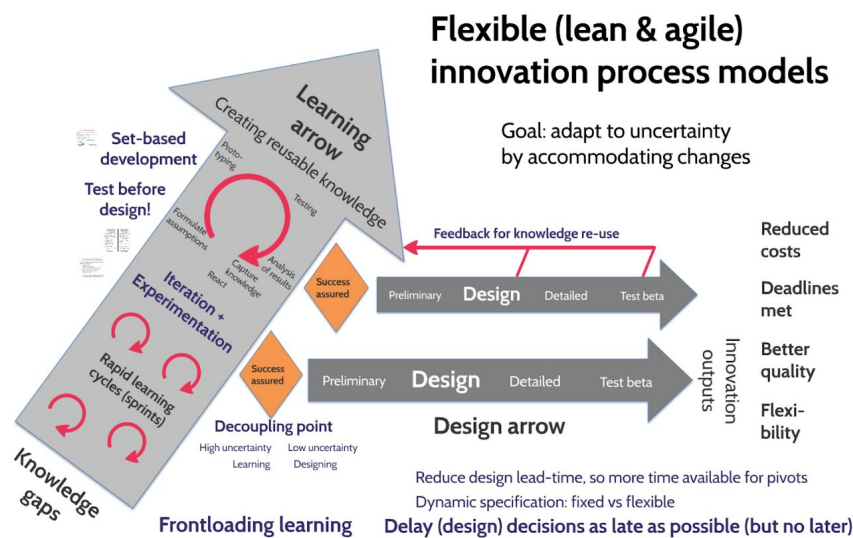 Flexible (lean & agile)
innovation process models
Goal: adapt to uncertainty
by accommodating changes
Learning
arrow
Creating reusable knowledge
Set-based
development
Test before
design!
Proto-
typing
Testing
Formulate
assumptions
Analysis
of results
Capture
knowledge
React
Iteration +
Experimentation
Rapid learning
cycles (sprints)
Knowledge
gaps
Feedback for knowledge re-use
Success
assured
Preliminary Design Detailed Test beta
Success
assured
Preliminary Design Detailed Test beta
Design arrow
Innovation
outputs
Reduced
costs
Deadlines
met
Better
quality
Flexi-
bility
Decoupling point
High uncertainty Low uncertainty
Learning Designing
Reduce design lead-time, so more time available for pivots
Dynamic specification: fixed vs flexible
Frontloading learning
Delay (design) decisions as late as possible (but no later)